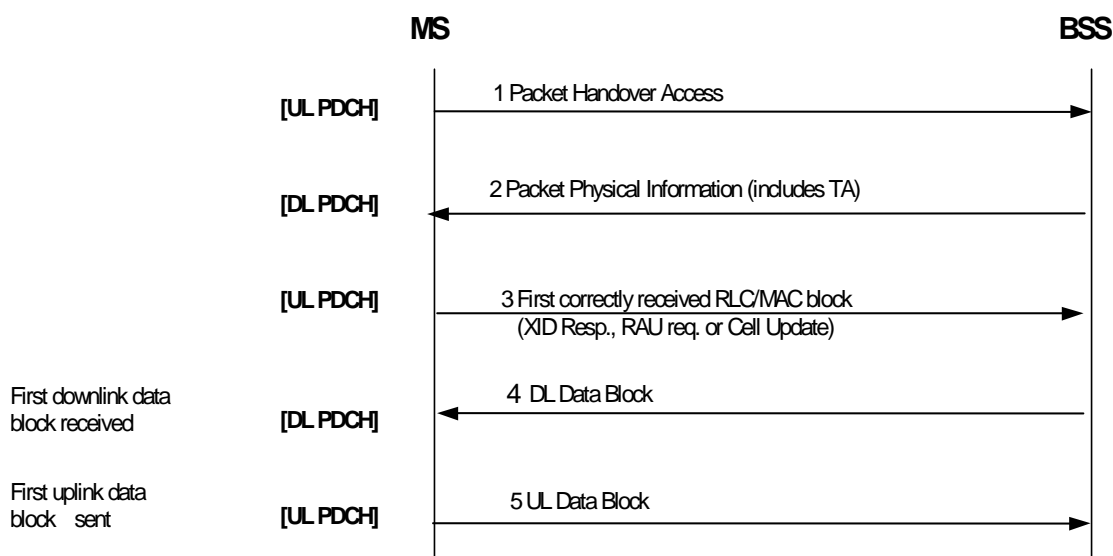 MS BSS
[UL PDCH] 1 Packet Handover Access
[DL PDCH] 2 Packet Physical Information (includes TA)
[UL PDCH] 3 First correctly received RLC/MAC block
(XID Resp., RAU req. or Cell Update)
First downlink data
block received [DL PDCH] 4 DL Data Block
First uplink data
block sent [UL PDCH] 5 UL Data Block